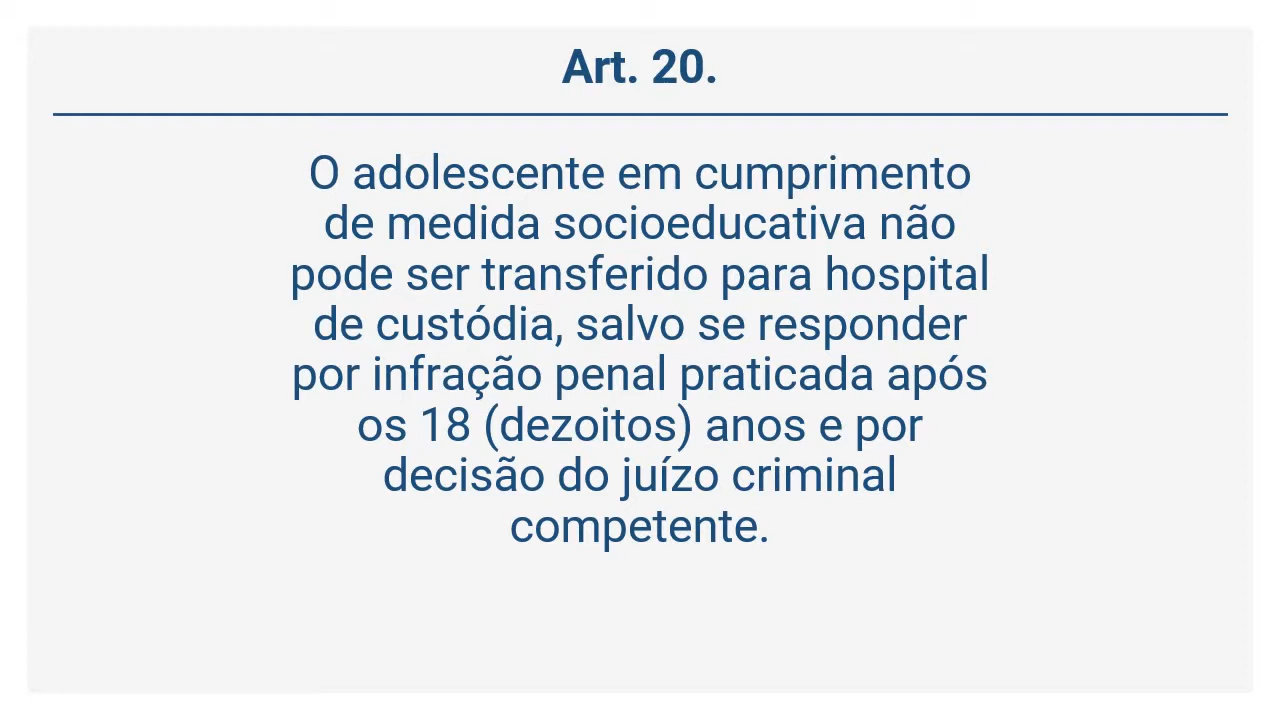 Art. 20.
O adolescente em cumprimento
de medida socioeducativa não
pode ser transferido para hospital
de custódia, salvo se responder
por infração penal praticada após
os 18 (dezoitos) anos e por
decisão do juízo criminal
competente.